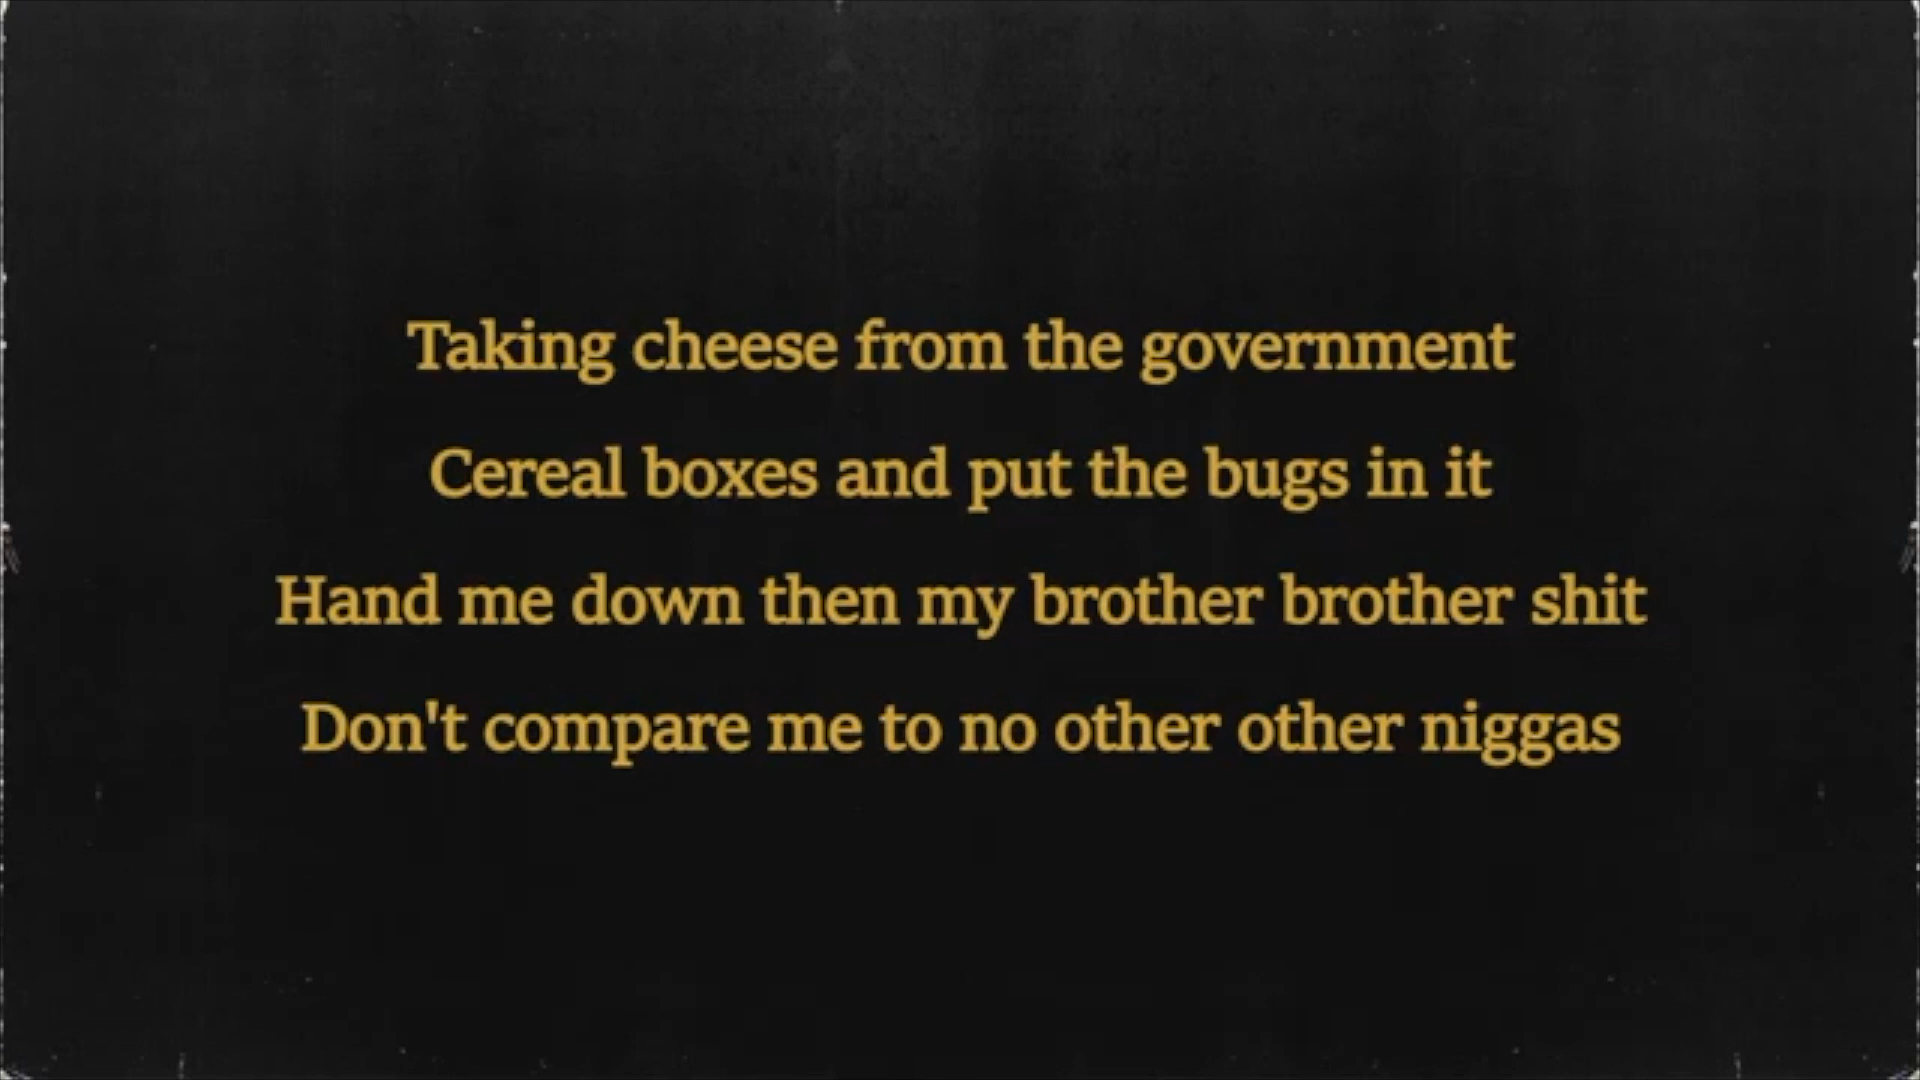 Taking cheese from the government
Cereal boxes and put the bugs in it
Hand me down then my brother brother shit
Don't compare me to no other other niggas